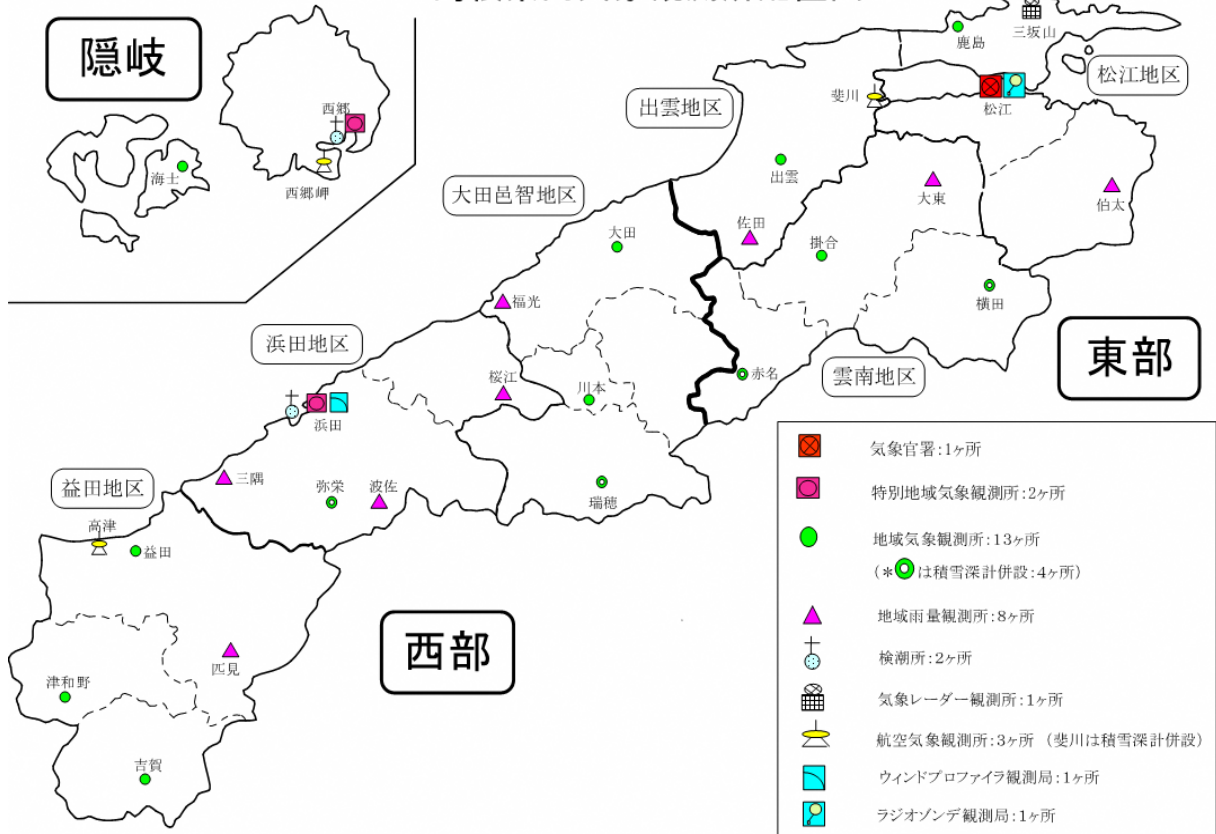 隠岐
西郷
海士
西郷岬
鹿島
三坂山
松江地区
出雲地区
斐川
松江
出雲
大東
伯太
大田邑智地区
佐田
大田
掛合
横田
福光
浜田地区
東部
桜江
川本
赤名
雲南地区
浜田
三隅
弥栄
波佐
瑞穂
益田地区
高津
益田
西部
匹見
津和野
吉賀
気象官署:1ヶ所
特別地域気象観測所:2ヶ所
地域気象観測所:13ヶ所
(*は積雪深計併設:4ヶ所)
地域雨量観測所:8ヶ所
検潮所:2ヶ所
気象レーダー観測所:1ヶ所
航空気象観測所:3ヶ所 (斐川は積雪深計併設)
ウィンドプロファイラ観測局:1ヶ所
ラジオゾンデ観測局:1ヶ所